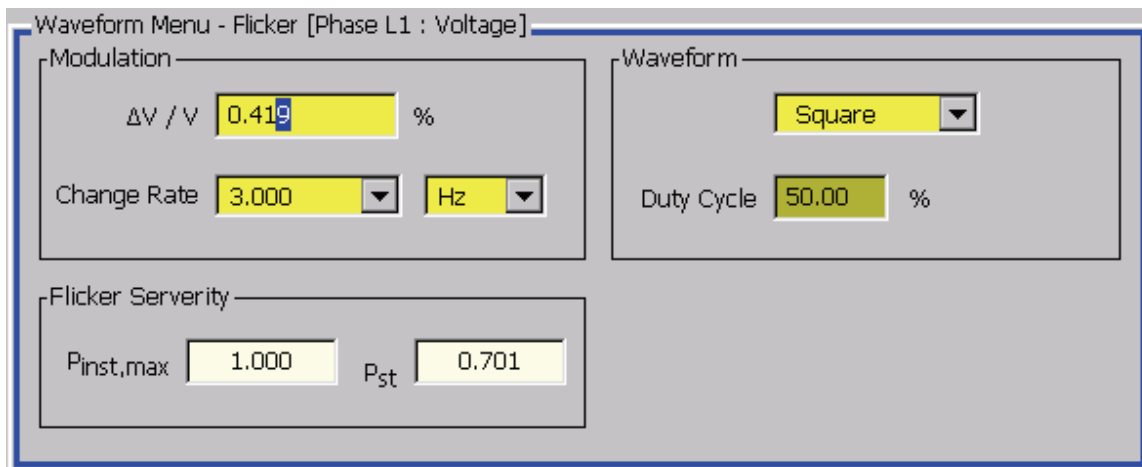 Waveform Menu - Flicker [Phase L1 : Voltage]
Modulation
ΔV / V 0.419 %
Change Rate 3.000 Hz
Waveform
Square
Duty Cycle 50.00 %
Flicker Serverity
Pinst,max 1.000 Pst 0.701